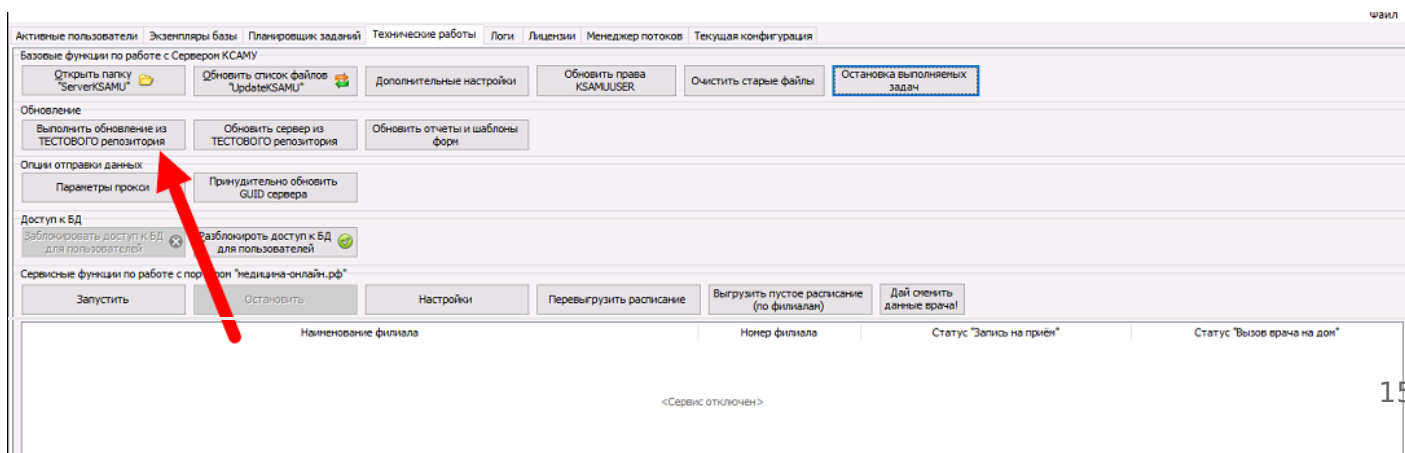 Файл
Активные пользователи Экземпляры базы Планировщик заданий Технические работы Логи Лицензии Менеджер потоков Текущая конфигурация
Базовые функции по работе с Сервером КСАМУ
Открыть папку "ServerKSAMU"
Обновить список файлов "UpdateKSAMU"
Дополнительные настройки
Обновить права KSAMUUSER
Очистить старые файлы
Остановка выполняемых задач
Обновление
Выполнить обновление из ТЕСТОВОГО репозитория
Обновить сервер из ТЕСТОВОГО репозитория
Обновить отчеты и шаблоны форм
Опции отправки данных
Параметры прокси
Принудительно обновить GUID сервера
Доступ к БД
Заблокировать доступ к БД для пользователей
Разблокироть доступ к БД для пользователей
Сервисные функции по работе с "медицина-онлайн.рф"
Запустить
Остановить
Настройки
Перевыгрузить расписание
Выгрузить пустое расписание (по филиалам)
Дай сменить данные врача!
Наименование филиала Номер филиала Статус "Запись на приём" Статус "Вызов врача на дом"
<Сервис отключен>
15